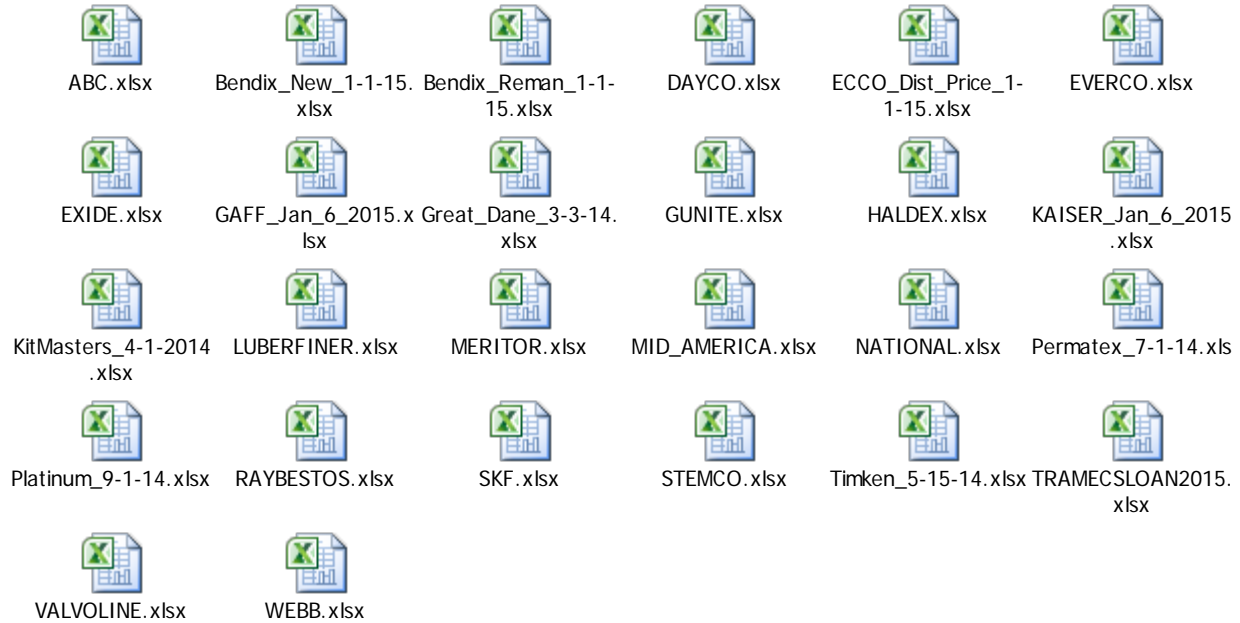 ABC.xlsx
Bendix_New_1-1-15.
xlsx
Bendix_Reman_1-1-
15.xlsx
DAYCO.xlsx
ECCO_Dist_Price_1-
1-15.xlsx
EVERCO.xlsx
EXIDE.xlsx
GAFF_Jan_6_2015.x
lsx
Great_Dane_3-3-14.
xlsx
GUNITE.xlsx
HALDEX.xlsx
KAISER_Jan_6_2015
.xlsx
KitMasters_4-1-2014
.xlsx
LUBERFINER.xlsx
MERITOR.xlsx
MID_AMERICA.xlsx
NATIONAL.xlsx
Permatex_7-1-14.xls
Platinum_9-1-14.xlsx
RAYBESTOS.xlsx
SKF.xlsx
STEMCO.xlsx
Timken_5-15-14.xlsx
TRAMECSLOAN2015.
xlsx
VALVOLINE.xlsx
WEBB.xlsx